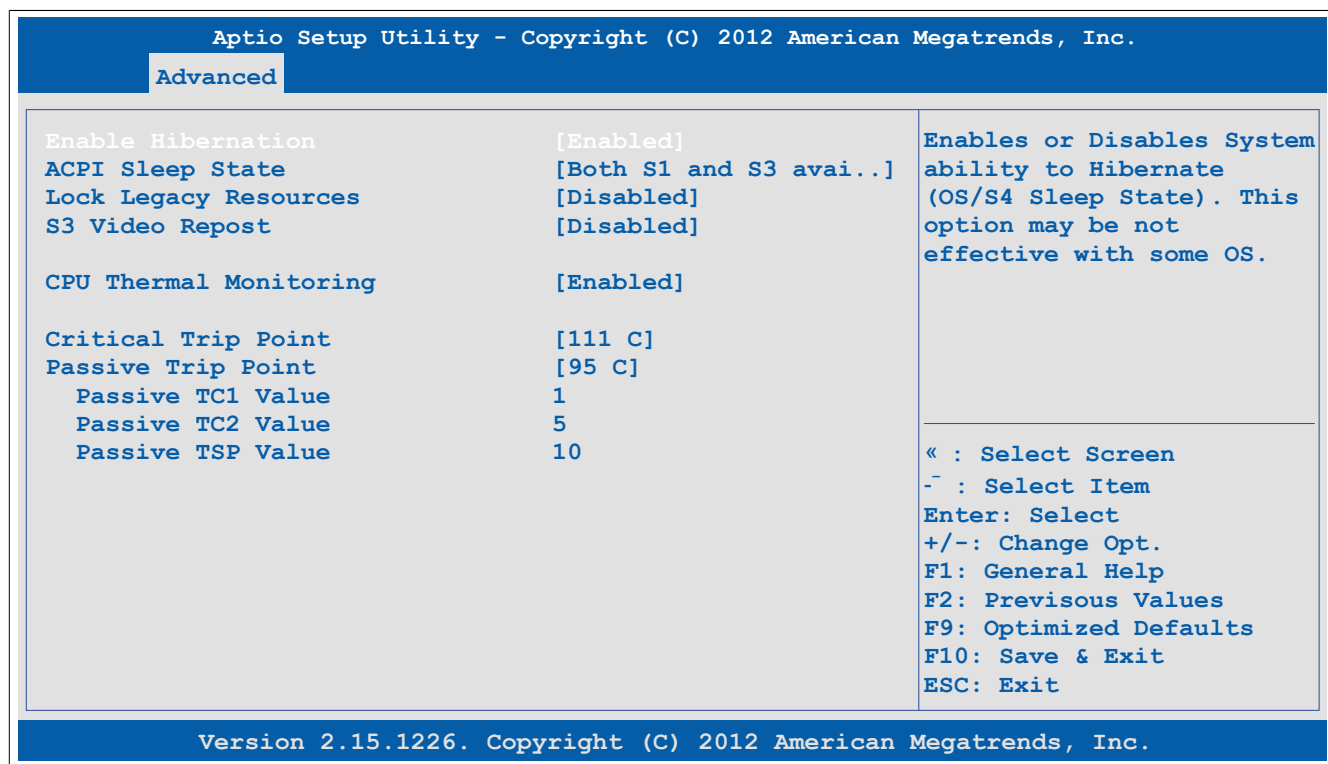 Aptio Setup Utility - Copyright (C) 2012 American Megatrends, Inc.
Advanced
Enable Hibernation [Enabled]
ACPI Sleep State [Both S1 and S3 avai..]
Lock Legacy Resources [Disabled]
S3 Video Repost [Disabled]
CPU Thermal Monitoring [Enabled]
Critical Trip Point [111 C]
Passive Trip Point [95 C]
Passive TC1 Value 1
Passive TC2 Value 5
Passive TSP Value 10
Enables or Disables System
ability to Hibernate
(OS/S4 Sleep State). This
option may be not
effective with some OS.
« : Select Screen
-¯ : Select Item
Enter: Select
+/-: Change Opt.
F1: General Help
F2: Previsous Values
F9: Optimized Defaults
F10: Save & Exit
ESC: Exit
Version 2.15.1226. Copyright (C) 2012 American Megatrends, Inc.